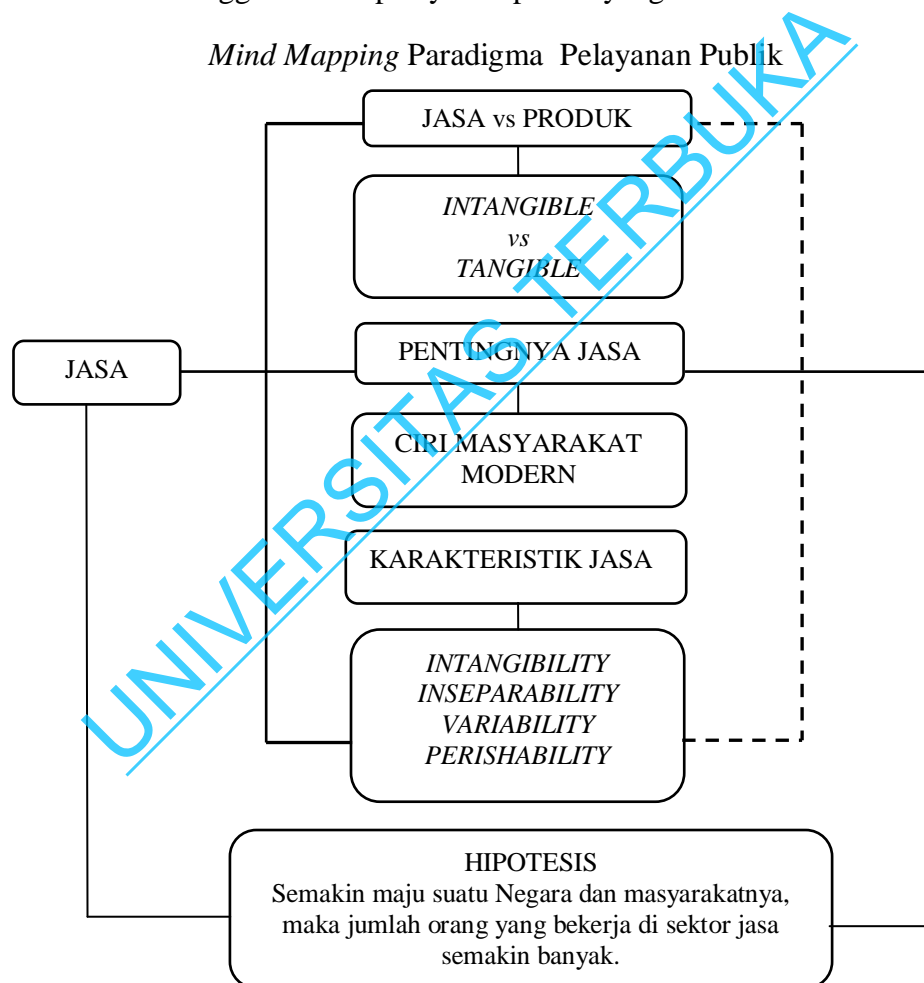 Mind Mapping Paradigma Pelayanan Publik
JASA vs PRODUK
INTANGIBLE
vs
TANGIBLE
JASA
PENTINGNYA JASA
CIRI MASYARAKAT
MODERN
KARAKTERISTIK JASA
INTANGIBILITY
INSEPARABILITY
VARIABILITY
PERISHABILITY
HIPOTESIS
Semakin maju suatu Negara dan masyarakatnya,
maka jumlah orang yang bekerja di sektor jasa
semakin banyak.
UNIVERSITAS TERBUKA